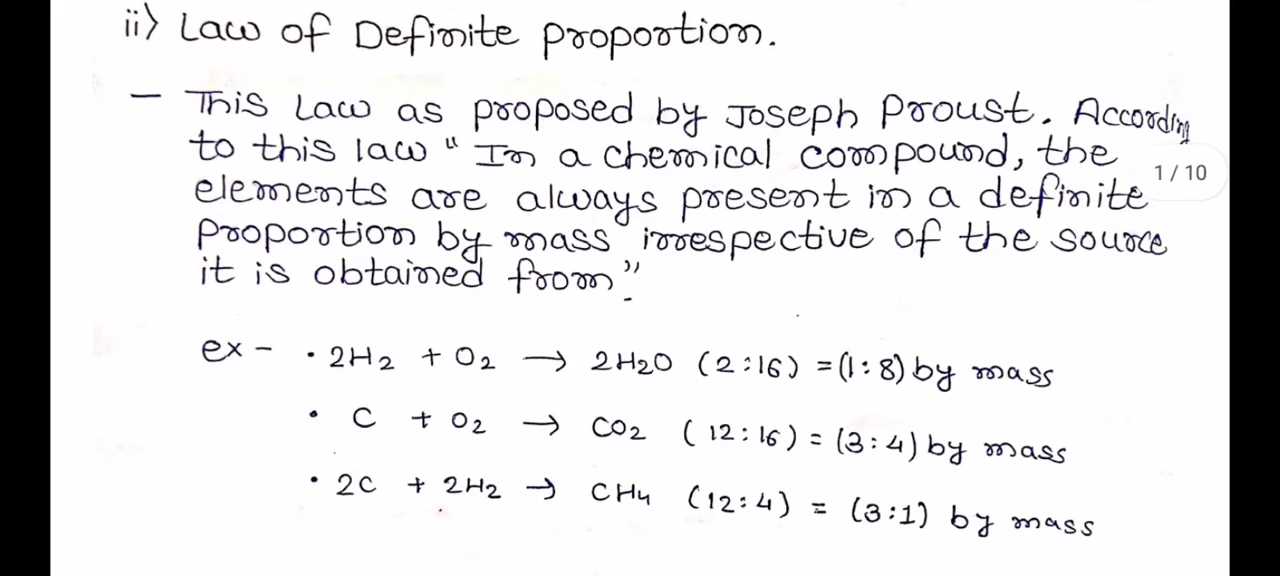 ii) Law of Definite proportion.
- This Law as proposed by Joseph Proust. According
to this law " In a chemical compound, the
1 / 10
elements are always present in a definite
proportion by mass irrespective of the source
it is obtained from".
ex - • 2H2 + O2 → 2H2O (2:16) = (1:8) by mass
• C + O2 → CO2 (12:16) = (3:4) by mass
• 2C + 2H2 → CH4 (12:4) = (3:1) by mass